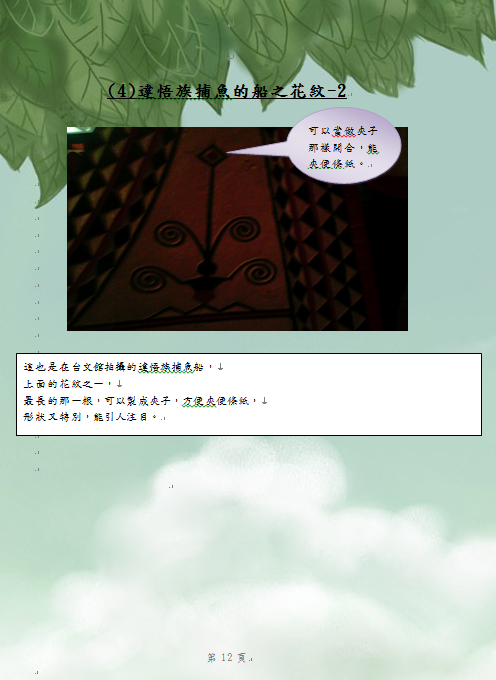 (4)達悟族捕魚的船之花紋-2
可以當做夾子
那樣開合，能
夾便條紙。
這也是在台文館拍攝的達悟族捕魚船，
上面的花紋之一，
最長的那一根，可以製成夾子，方便夾便條紙，
形狀又特別，能引人注目。
第 12 頁